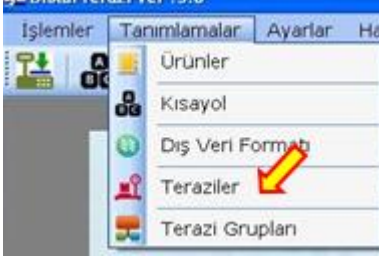 İşlemler Tanımlamalar Ayarlar
Ürünler
Kısayol
Dış Veri Formatı
Teraziler
Terazi Grupları